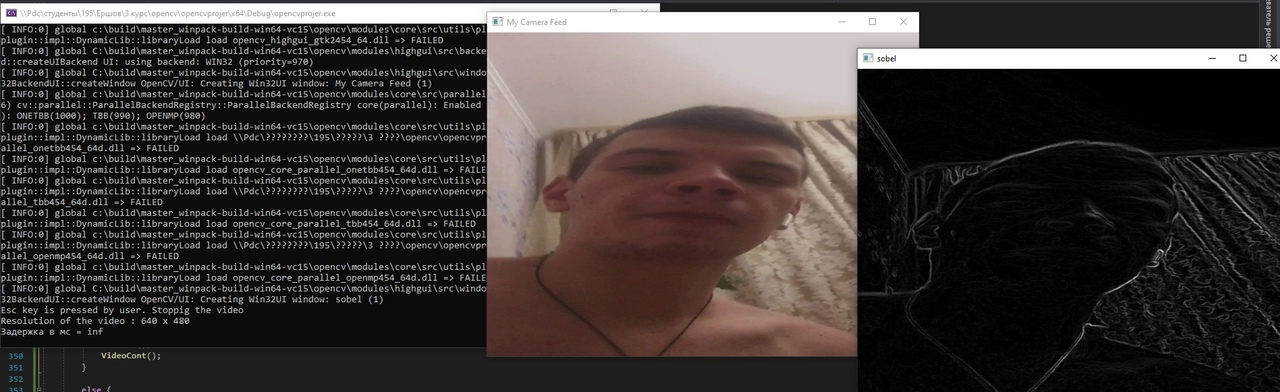 \\Pdc\студенты\195\Ершов\3 курс\opencv\opencvprojer\x64\Debug\opencvprojer.exe
[ INFO:0] global c:\build\master_winpack-build-win64-vc15\opencv\modules\core\src\utils\pl
plugin::impl::DynamicLib::libraryLoad load opencv_highgui_gtk2454_64.dll => FAILED
[ INFO:0] global c:\build\master_winpack-build-win64-vc15\opencv\modules\highgui\src\backe
d::createUIBackend UI: using backend: WIN32 (priority=970)
[ INFO:0] global c:\build\master_winpack-build-win64-vc15\opencv\modules\highgui\src\windo
32BackendUI::createWindow OpenCV/UI: Creating Win32UI window: My Camera Feed (1)
[ INFO:0] global c:\build\master_winpack-build-win64-vc15\opencv\modules\core\src\parallel
6) cv::parallel::ParallelBackendRegistry::ParallelBackendRegistry core(parallel): Enabled
): ONETBB(1000); TBB(990); OPENMP(980)
[ INFO:0] global c:\build\master_winpack-build-win64-vc15\opencv\modules\core\src\utils\pl
plugin::impl::DynamicLib::libraryLoad load \\Pdc\????????\195\?????\3 ????\opencv\opencvpr
allel_onetbb454_64d.dll => FAILED
[ INFO:0] global c:\build\master_winpack-build-win64-vc15\opencv\modules\core\src\utils\pl
plugin::impl::DynamicLib::libraryLoad load opencv_core_parallel_onetbb454_64d.dll => FAILE
[ INFO:0] global c:\build\master_winpack-build-win64-vc15\opencv\modules\core\src\utils\pl
plugin::impl::DynamicLib::libraryLoad load \\Pdc\????????\195\?????\3 ????\opencv\opencvpr
allel_tbb454_64d.dll => FAILED
[ INFO:0] global c:\build\master_winpack-build-win64-vc15\opencv\modules\core\src\utils\pl
plugin::impl::DynamicLib::libraryLoad load opencv_core_parallel_tbb454_64d.dll => FAILED
[ INFO:0] global c:\build\master_winpack-build-win64-vc15\opencv\modules\core\src\utils\pl
plugin::impl::DynamicLib::libraryLoad load \\Pdc\????????\195\?????\3 ????\opencv\opencvpr
allel_openmp454_64d.dll => FAILED
[ INFO:0] global c:\build\master_winpack-build-win64-vc15\opencv\modules\core\src\utils\pl
plugin::impl::DynamicLib::libraryLoad load opencv_core_parallel_openmp454_64d.dll => FAILE
[ INFO:0] global c:\build\master_winpack-build-win64-vc15\opencv\modules\highgui\src\windo
32BackendUI::createWindow OpenCV/UI: Creating Win32UI window: sobel (1)
Esc key is pressed by user. Stoppig the video
Resolution of the video : 640 x 480
Задержка в мс = inf
350 VideoCont();
351 }
352
353 else {
My Camera Feed
sobel